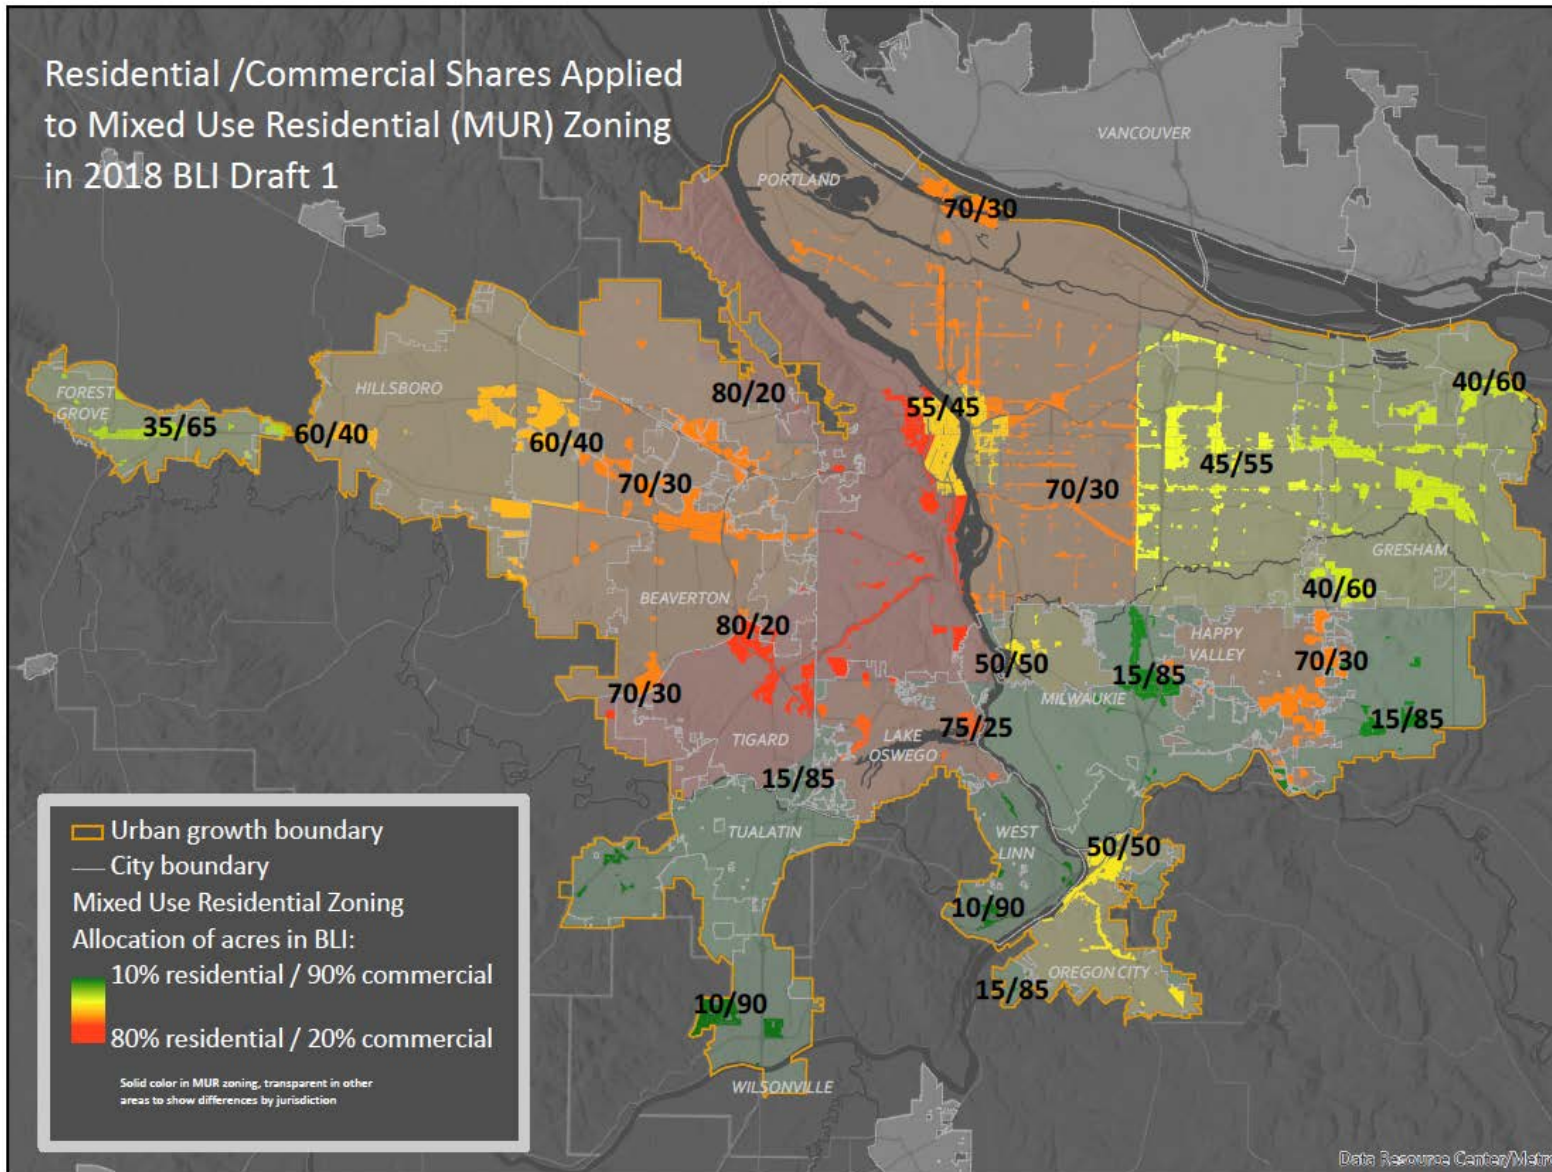 Residential /Commercial Shares Applied
to Mixed Use Residential (MUR) Zoning
in 2018 BLI Draft 1
VANCOUVER
PORTLAND
70/30
FOREST
GROVE
HILLSBORO
80/20
55/45
40/60
35/65
60/40
60/40
45/55
70/30
70/30
GRESHAM
40/60
BEAVERTON
80/20
HAPPY
VALLEY
50/50
15/85
70/30
70/30
MILWAUKIE
15/85
75/25
TIGARD
LAKE
OSWEGO
15/85
TUALATIN
WEST
LINN
50/50
10/90
OREGON CITY
15/85
10/90
WILSONVILLE
Urban growth boundary
City boundary
Mixed Use Residential Zoning
Allocation of acres in BLI:
10% residential / 90% commercial
80% residential / 20% commercial
Solid color in MUR zoning, transparent in other
areas to show differences by jurisdiction
Data Resource Center/Metro